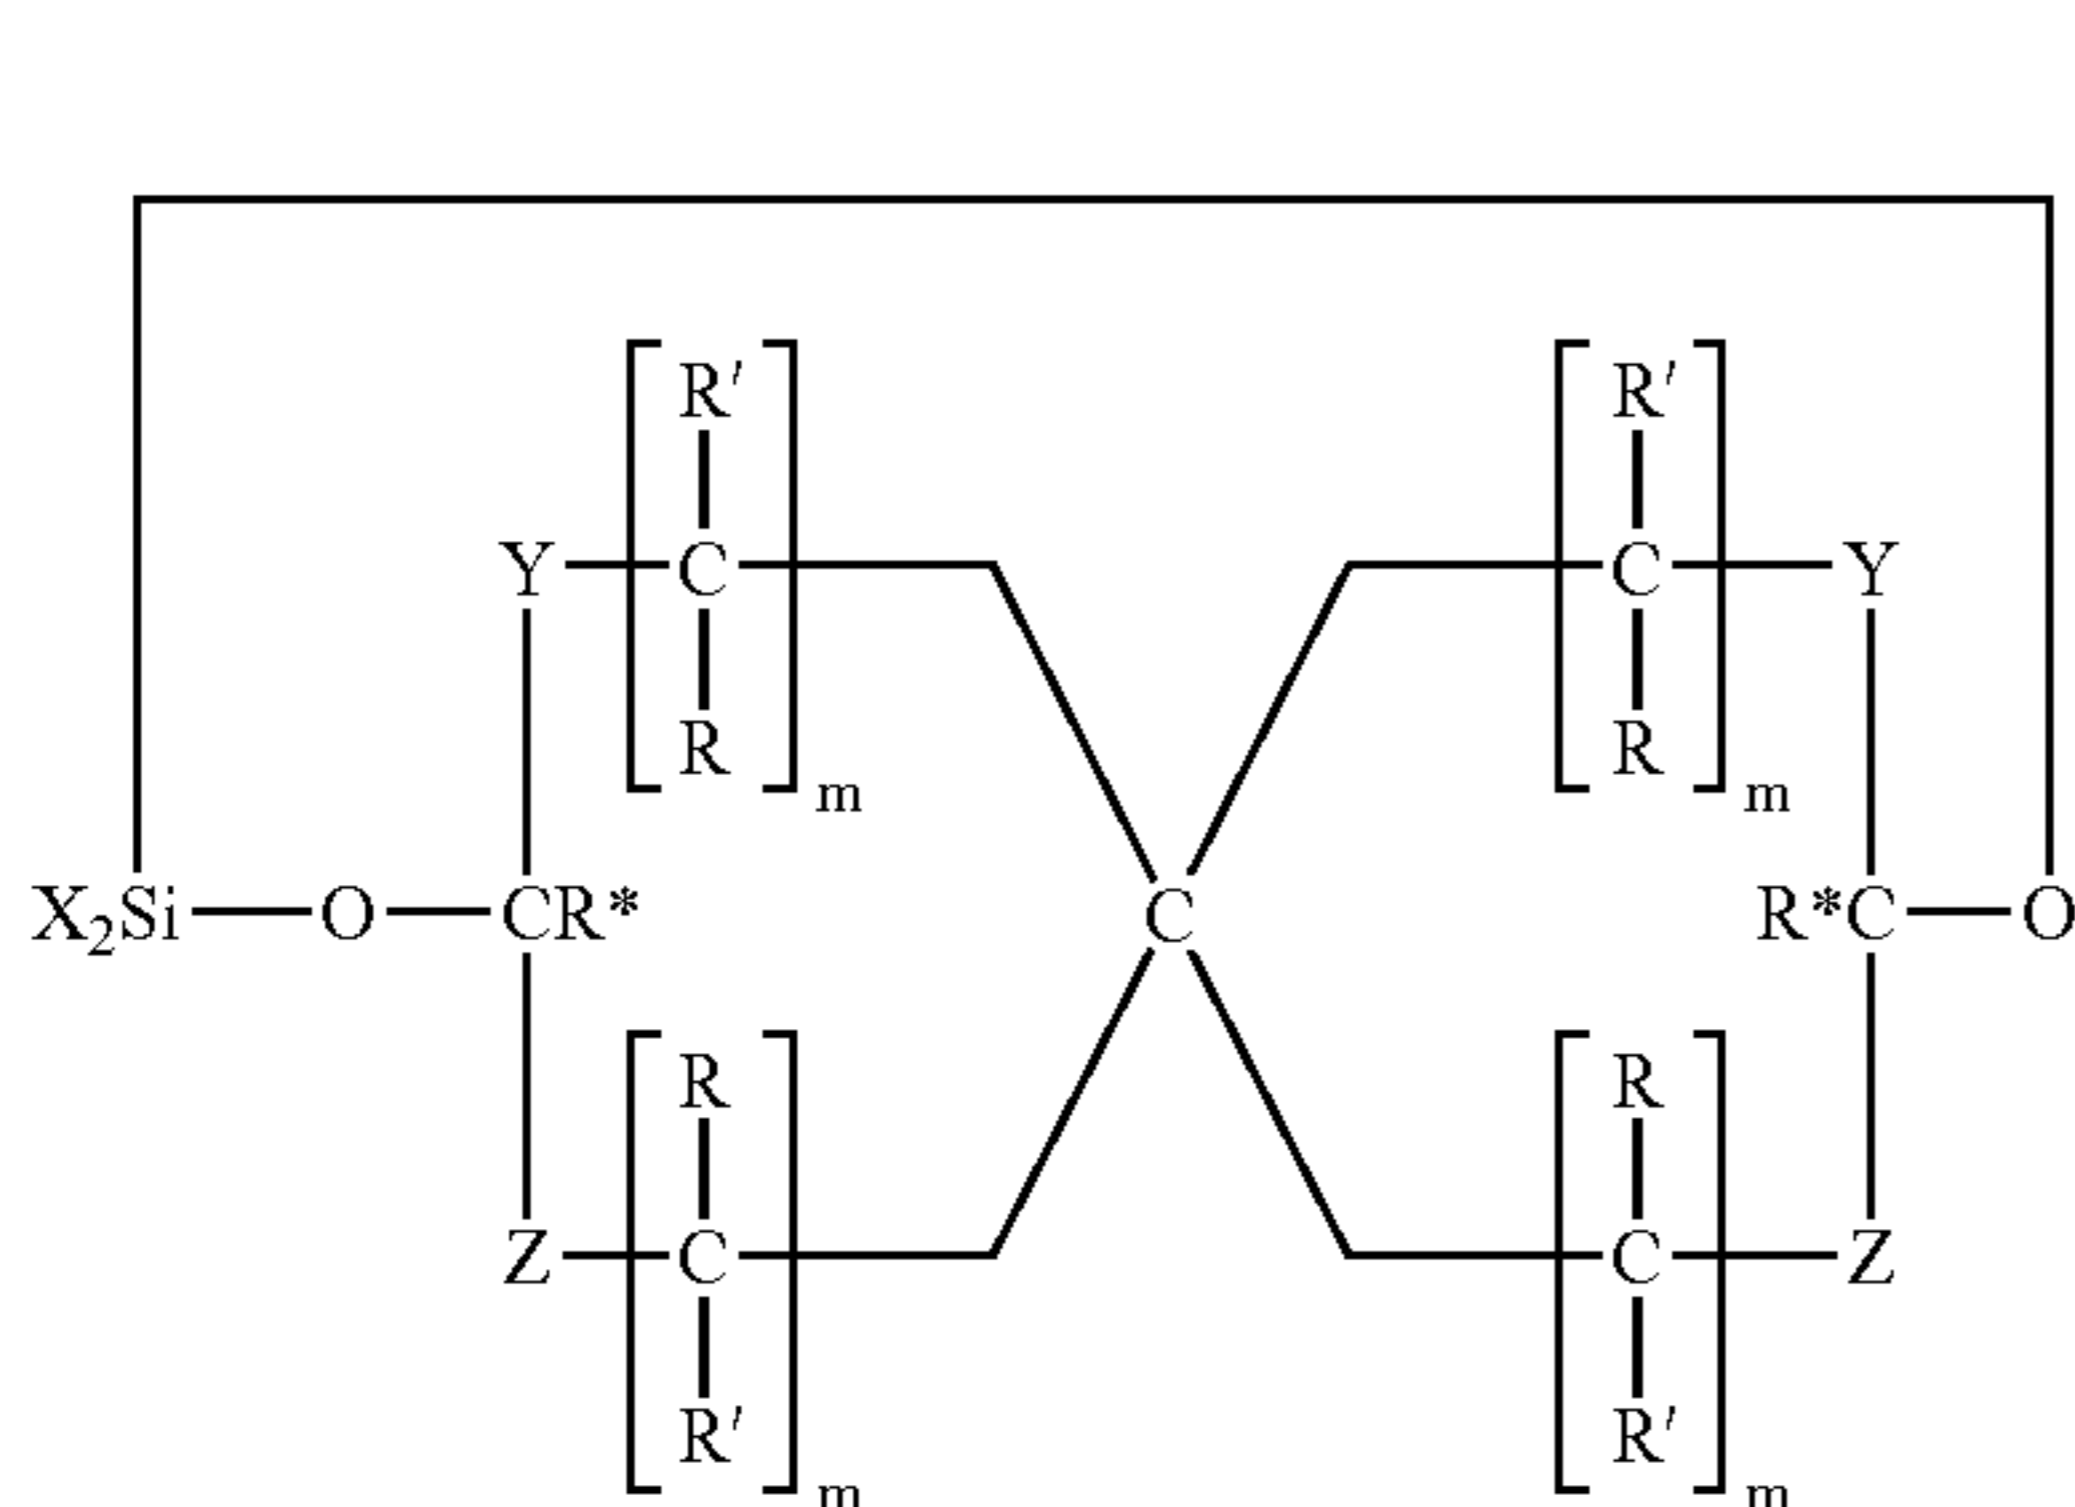 R′ R′
Y C C Y
R R
m m
X₂Si O CR* C R*C O
R R
Z C C Z
R′ R′
m m